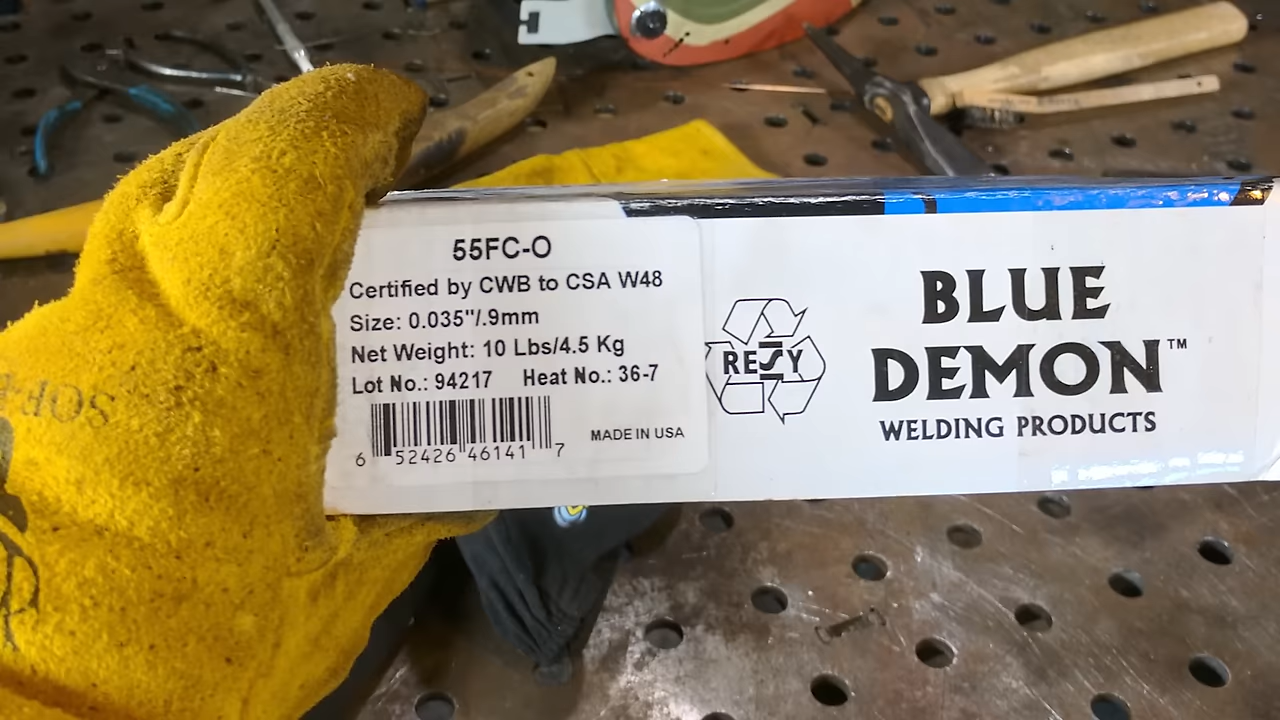 55FC-O
Certified by CWB to CSA W48
Size: 0.035"/.9mm
Net Weight: 10 Lbs/4.5 Kg
Lot No.: 94217 Heat No.: 36-7
6 52426 46141 7
MADE IN USA
RESY
BLUE
DEMON™
WELDING PRODUCTS